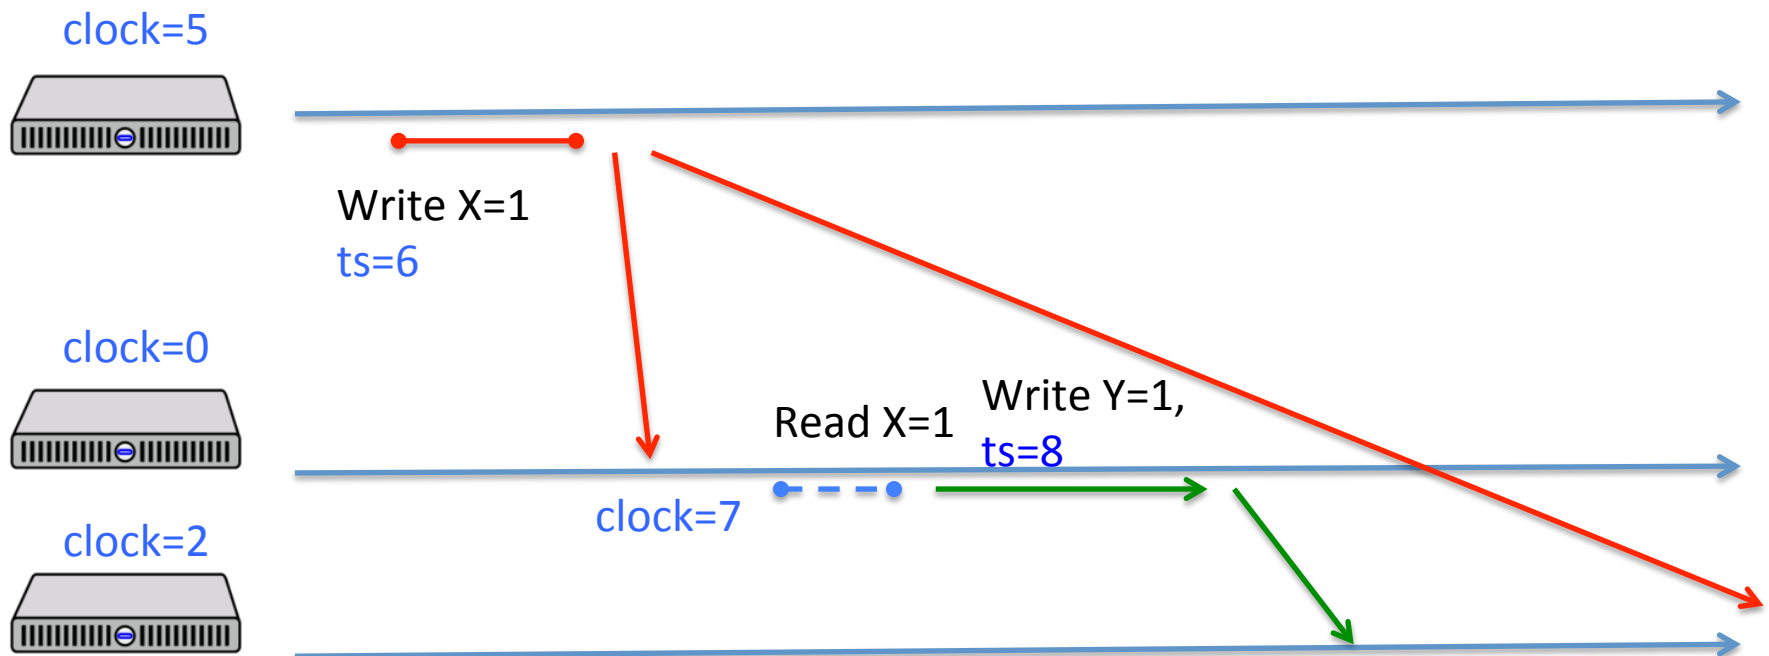 clock=5
Write X=1
ts=6
clock=0
Read X=1
Write Y=1,
ts=8
clock=7
clock=2